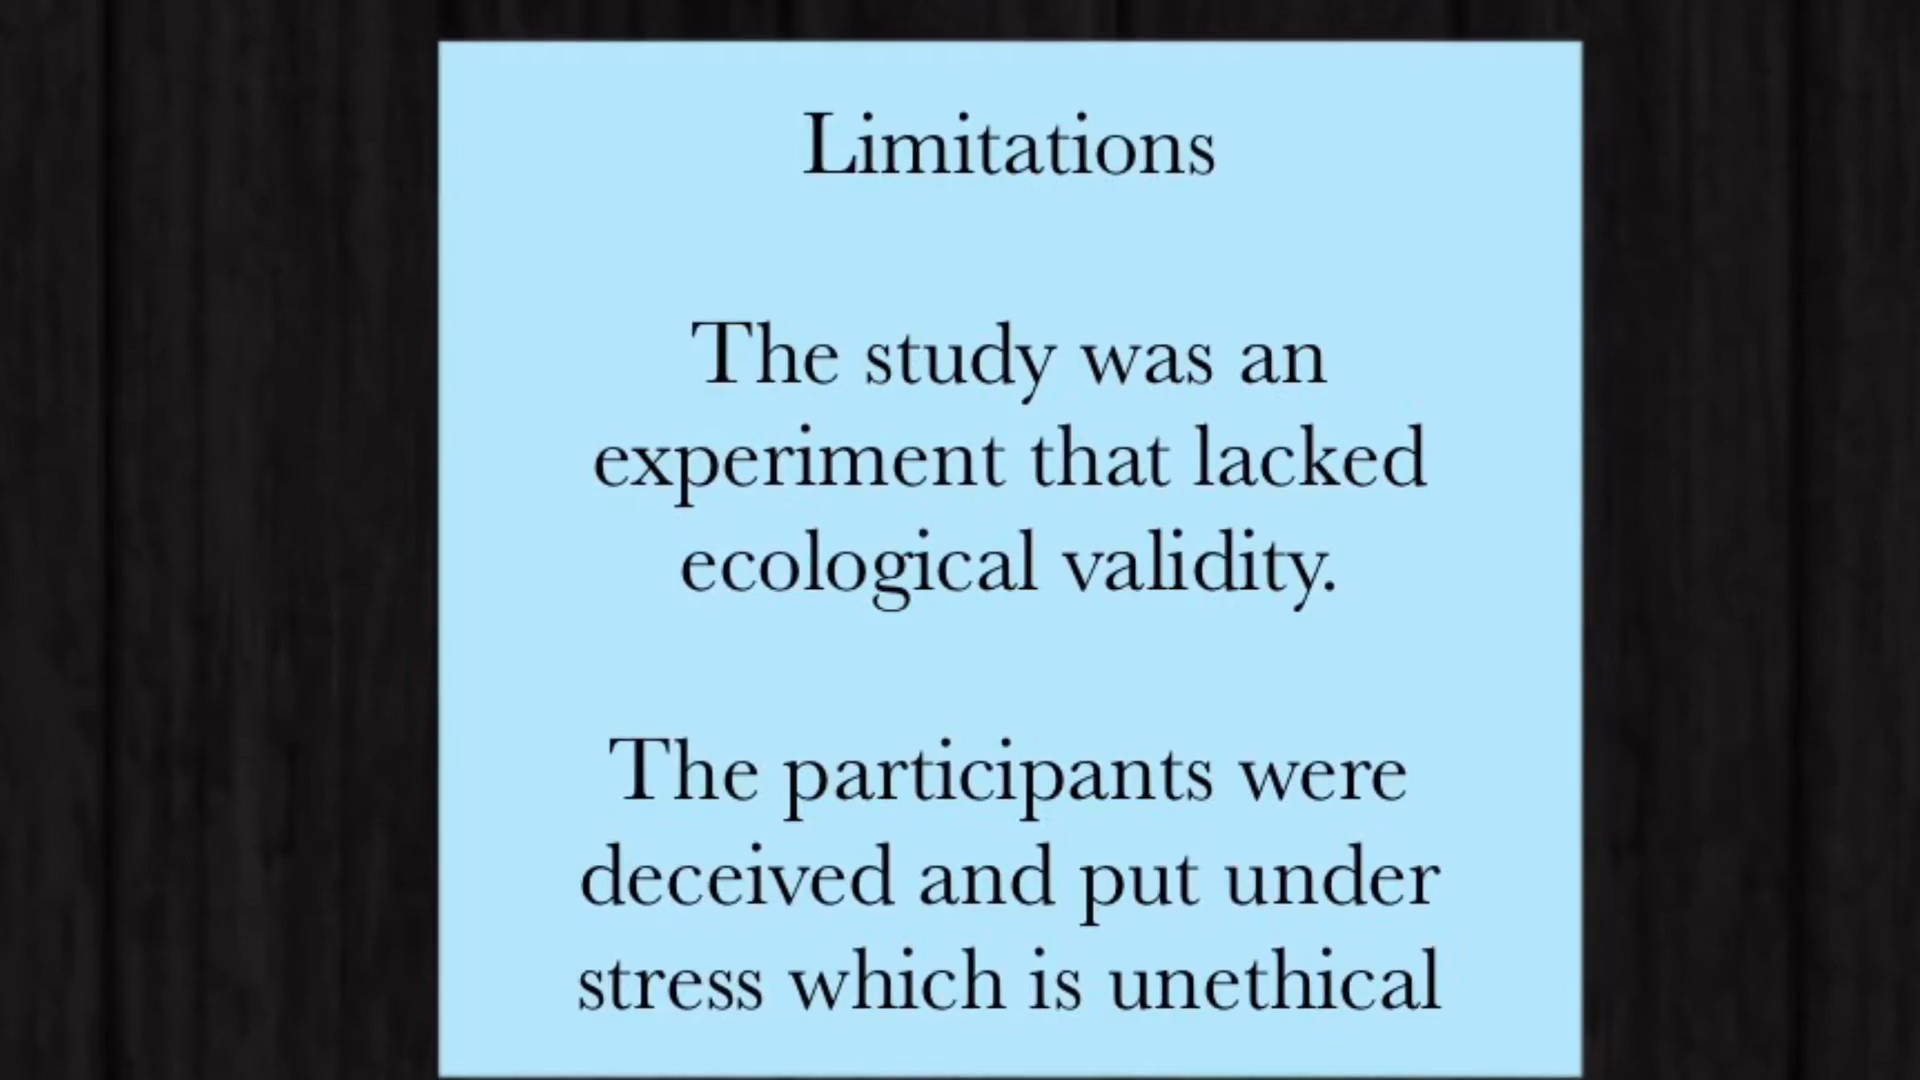 Limitations
The study was an
experiment that lacked
ecological validity.
The participants were
deceived and put under
stress which is unethical